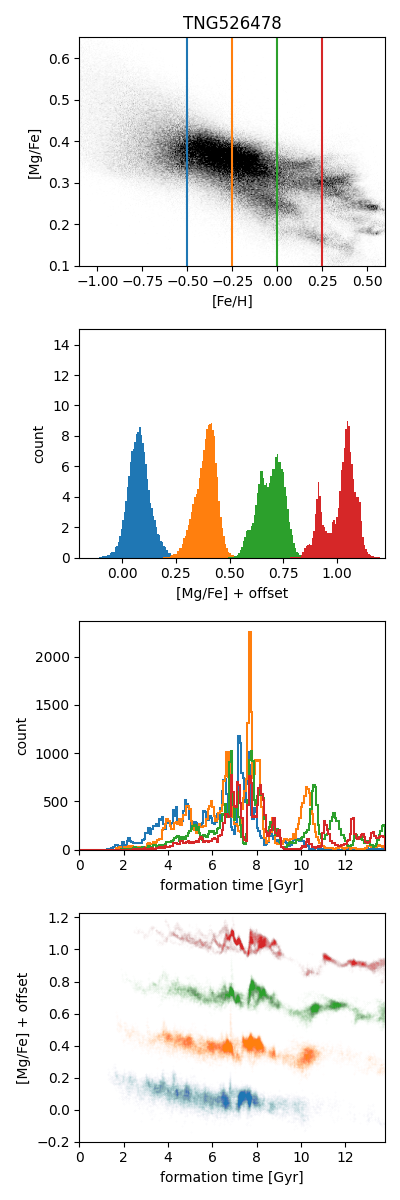 TNG526478
0.6
0.5
0.4
0.3
0.2
0.1
[Mg/Fe]
−1.00 −0.75 −0.50 −0.25 0.00 0.25 0.50
[Fe/H]
14
12
10
8
6
4
2
0
count
0.00 0.25 0.50 0.75 1.00
[Mg/Fe] + offset
2000
1500
1000
500
0
count
0 2 4 6 8 10 12
formation time [Gyr]
1.2
1.0
0.8
0.6
0.4
0.2
0.0
−0.2
[Mg/Fe] + offset
0 2 4 6 8 10 12
formation time [Gyr]